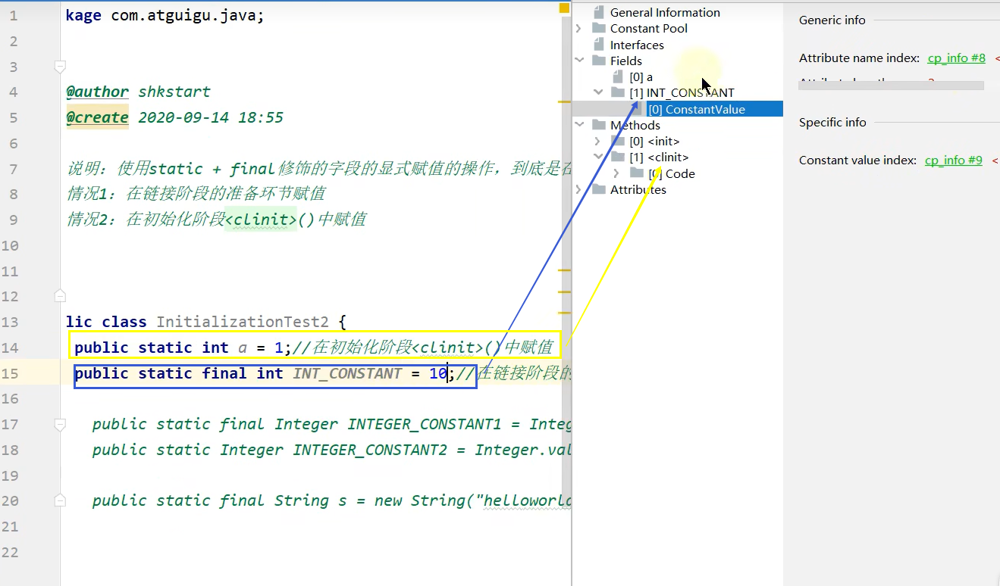 1 kage com.atguigu.java;
2
3
4 @author shkstart
5 @create 2020-09-14 18:55
6
7 说明：使用static + final修饰的字段的显式赋值的操作，到底是在
8 情况1：在链接阶段的准备环节赋值
9 情况2：在初始化阶段<clinit>()中赋值
10
11
12
13 lic class InitializationTest2 {
14 public static int a = 1;//在初始化阶段<clinit>()中赋值
15 public static final int INT_CONSTANT = 10;//在链接阶段的
16
17 public static final Integer INTEGER_CONSTANT1 = Integ
18 public static Integer INTEGER_CONSTANT2 = Integer.val
19
20 public static final String s = new String("helloworld
21
22
General Information
Constant Pool
Interfaces
Fields
[0] a
[1] INT_CONSTANT
[0] ConstantValue
Methods
[0] <init>
[1] <clinit>
[0] Code
Attributes
Generic info
Attribute name index: cp_info #8 <
Specific info
Constant value index: cp_info #9 <